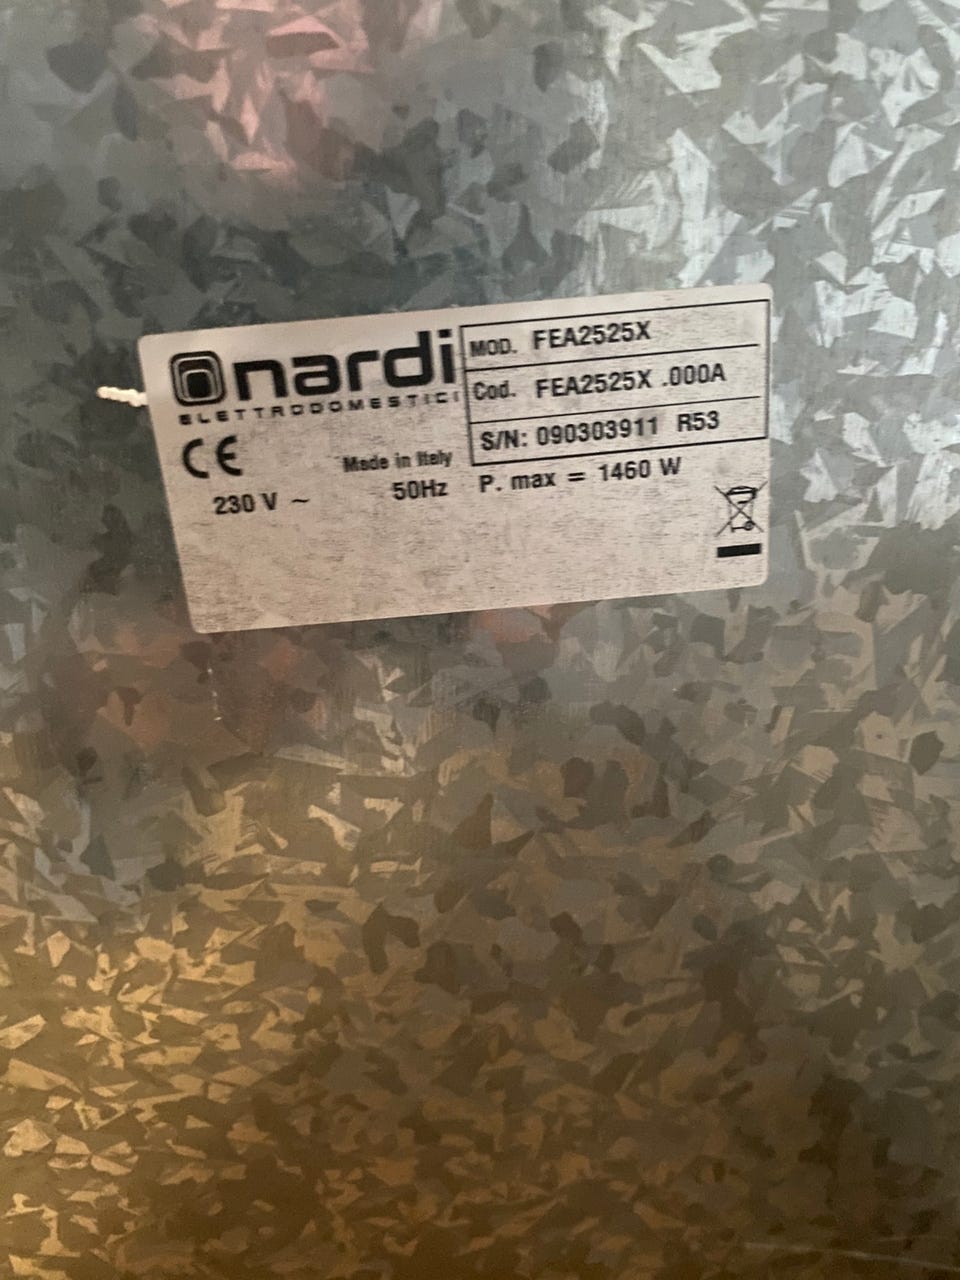 nardi
ELETTRODOMESTICI
MOD. FEA2525X
Cod. FEA2525X .000A
S/N: 090303911 R53
CE
Made in Italy
230 V ~ 50Hz P. max = 1460 W